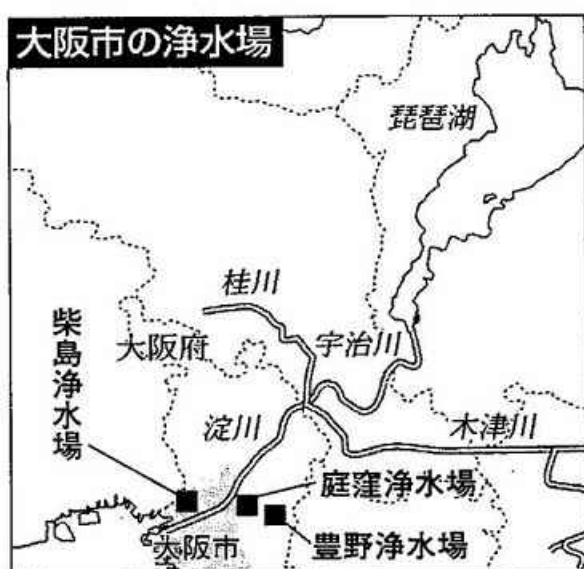 大阪市の浄水場
琵琶湖
桂川
宇治川
大阪府
柴島浄水場
淀川
木津川
庭窪浄水場
豊野浄水場
大阪市